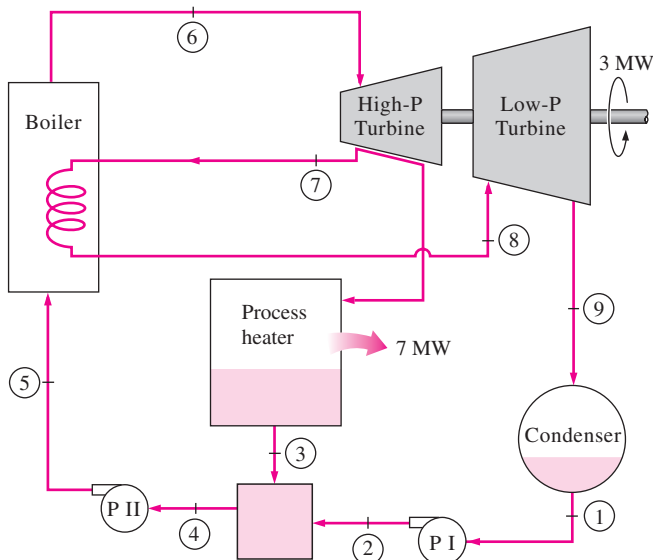 6
3 MW
High-P
Turbine
Low-P
Turbine
Boiler
7
8
Process
heater
7 MW
9
5
Condenser
3
P II
4
2
P I
1